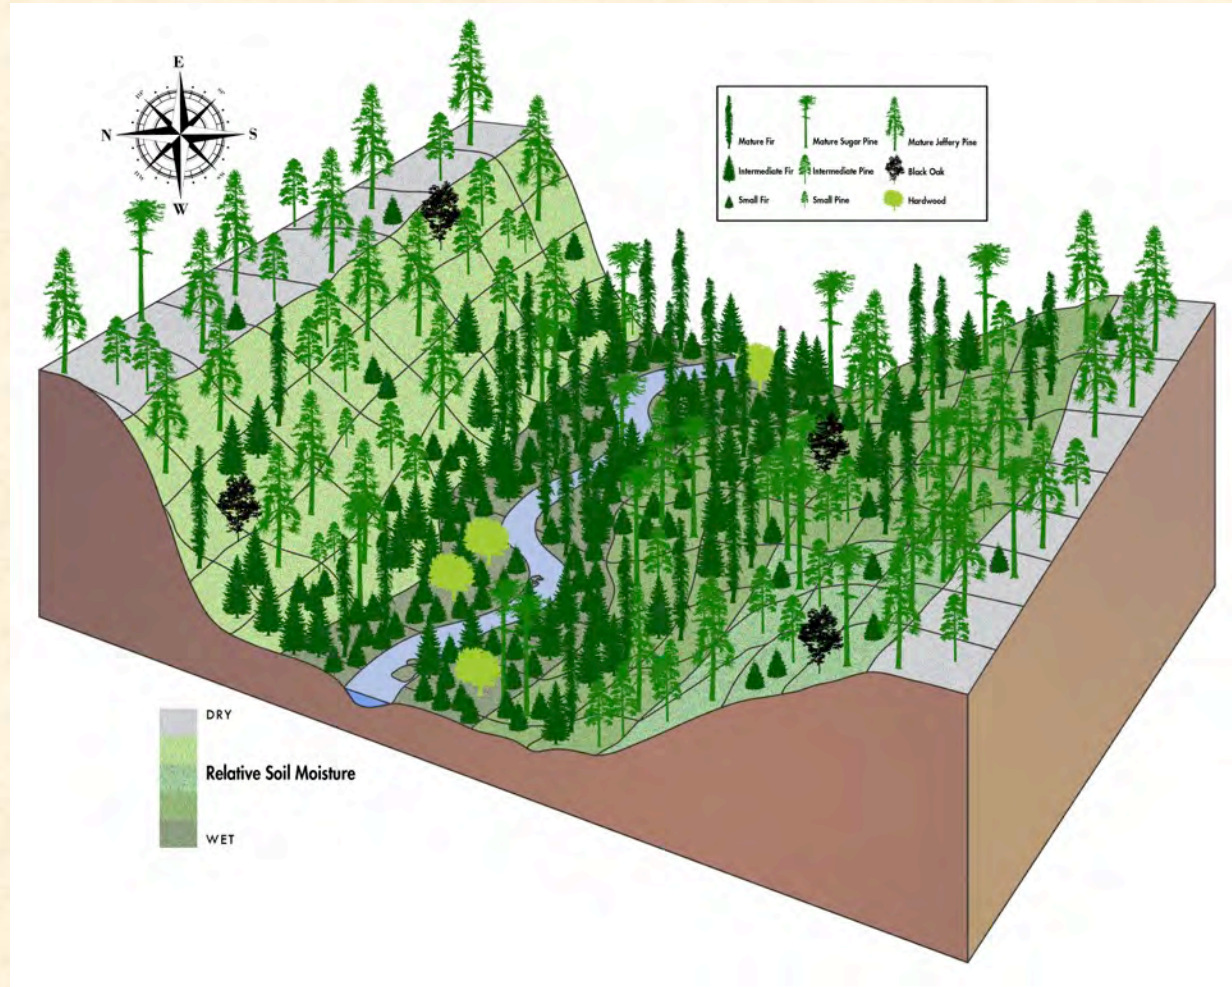 E
N
S
W
Mature Fir
Mature Sugar Pine
Mature Jeffery Pine
Intermediate Fir
Intermediate Pine
Black Oak
Small Fir
Small Pine
Hardwood
DRY
Relative Soil Moisture
WET